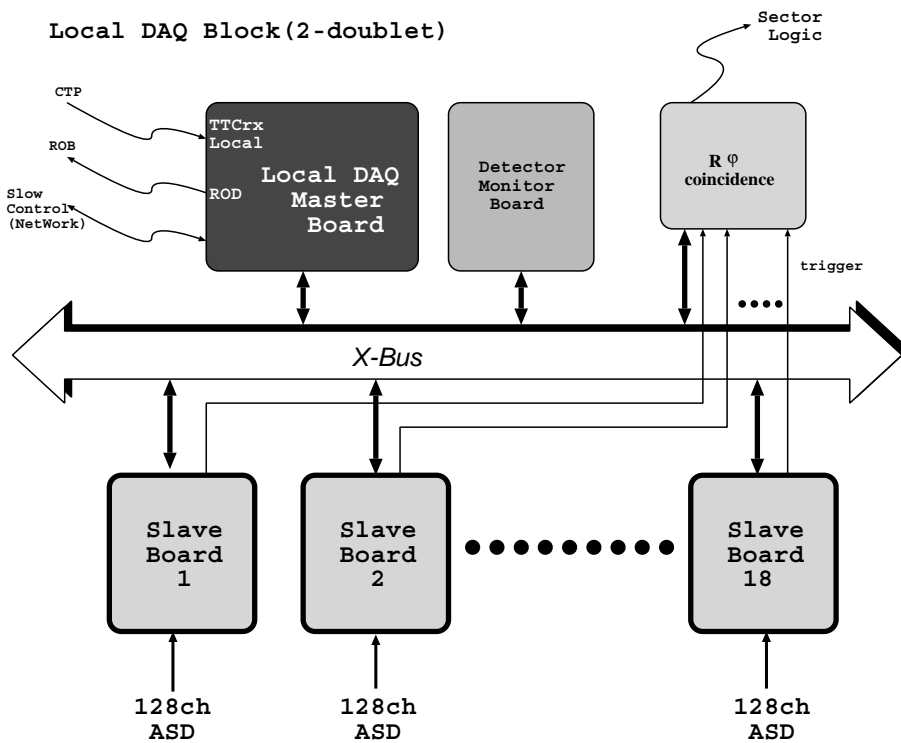 Local DAQ Block(2-doublet)
Sector
Logic
CTP
ROB
Slow
Control
(NetWork)
TTCrx
Local
ROD
Local DAQ
Master
Board
Detector
Monitor
Board
R φ
coincidence
trigger
X-Bus
Slave
Board
1
Slave
Board
2
Slave
Board
18
128ch
ASD
128ch
ASD
128ch
ASD